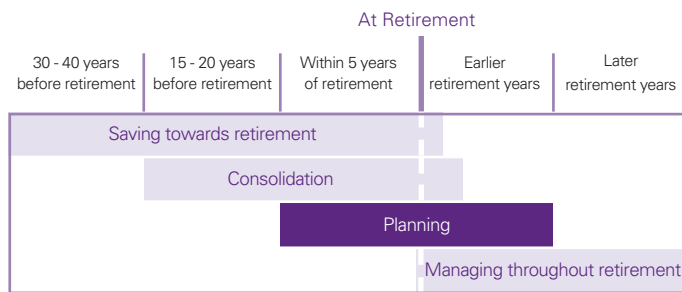 At Retirement
30 - 40 years
before retirement
15 - 20 years
before retirement
Within 5 years
of retirement
Earlier
retirement years
Later
retirement years
Saving towards retirement
Consolidation
Planning
Managing throughout retirement